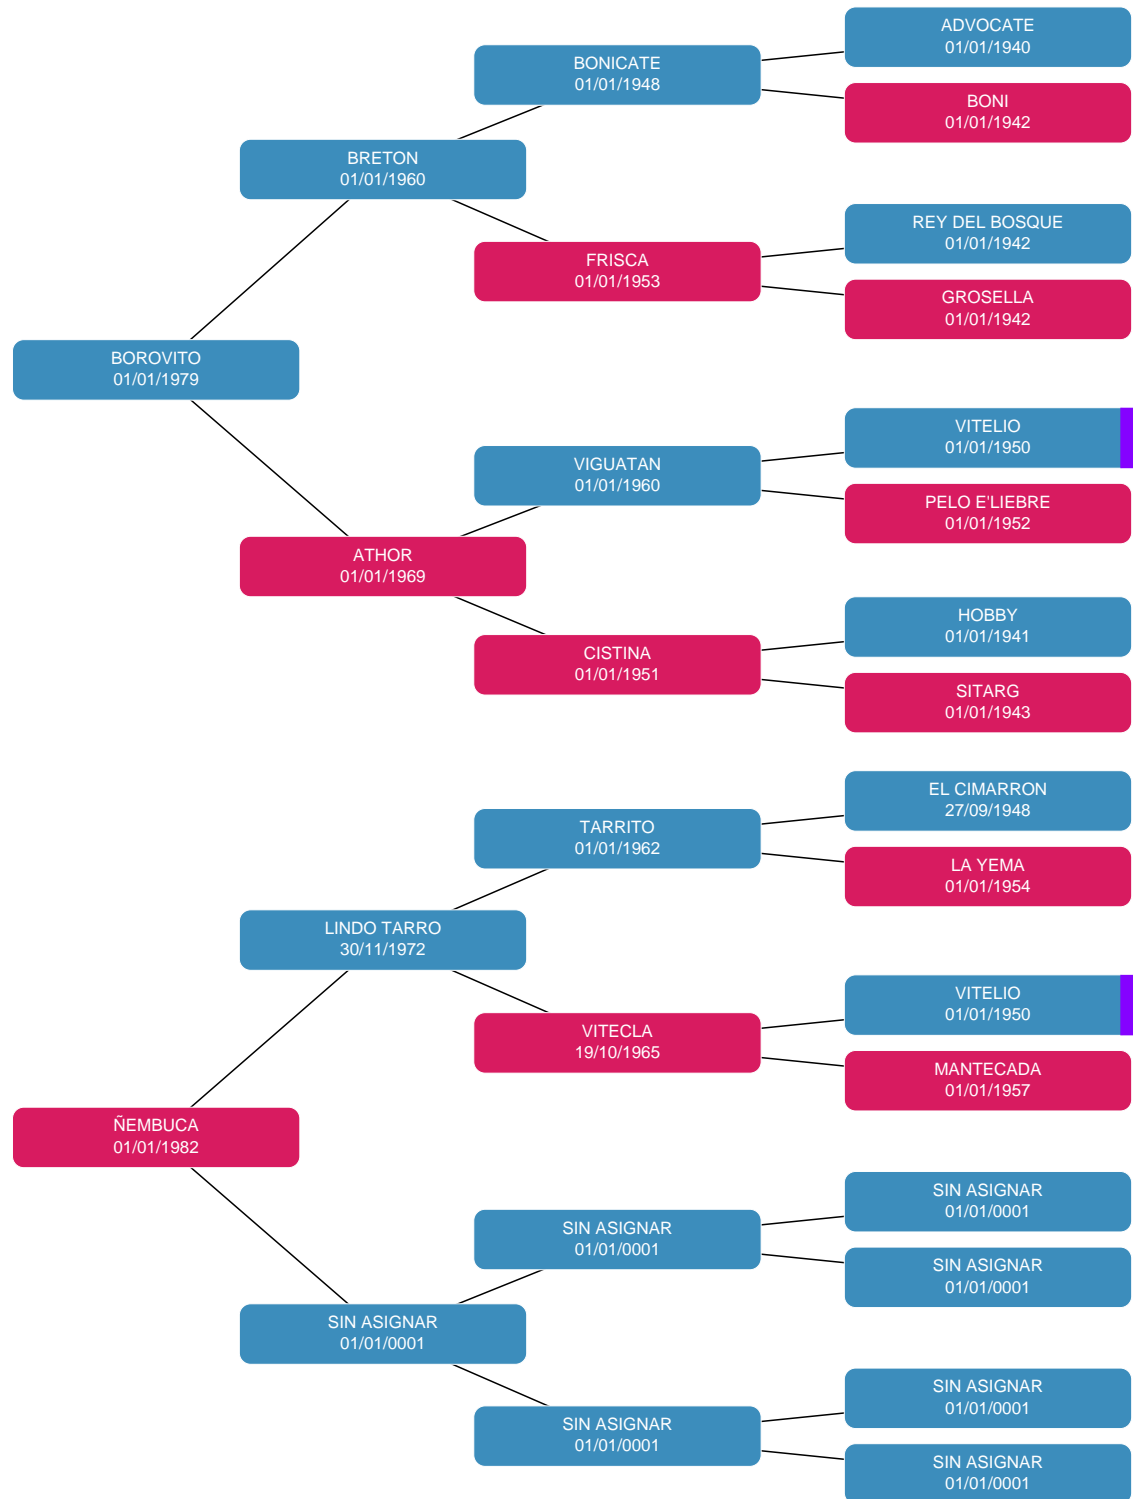 ADVOCATE
01/01/1940
BONICATE
01/01/1948
BONI
01/01/1942
BRETON
01/01/1960
REY DEL BOSQUE
01/01/1942
FRISCA
01/01/1953
GROSELLA
01/01/1942
BOROVITO
01/01/1979
VITELIO
01/01/1950
VIGUATAN
01/01/1960
PELO E'LIEBRE
01/01/1952
ATHOR
01/01/1969
HOBBY
01/01/1941
CISTINA
01/01/1951
SITARG
01/01/1943
EL CIMARRON
27/09/1948
TARRITO
01/01/1962
LA YEMA
01/01/1954
LINDO TARRO
30/11/1972
VITELIO
01/01/1950
VITECLA
19/10/1965
MANTECADA
01/01/1957
ÑEMBUCA
01/01/1982
SIN ASIGNAR
01/01/0001
SIN ASIGNAR
01/01/0001
SIN ASIGNAR
01/01/0001
SIN ASIGNAR
01/01/0001
SIN ASIGNAR
01/01/0001
SIN ASIGNAR
01/01/0001
SIN ASIGNAR
01/01/0001